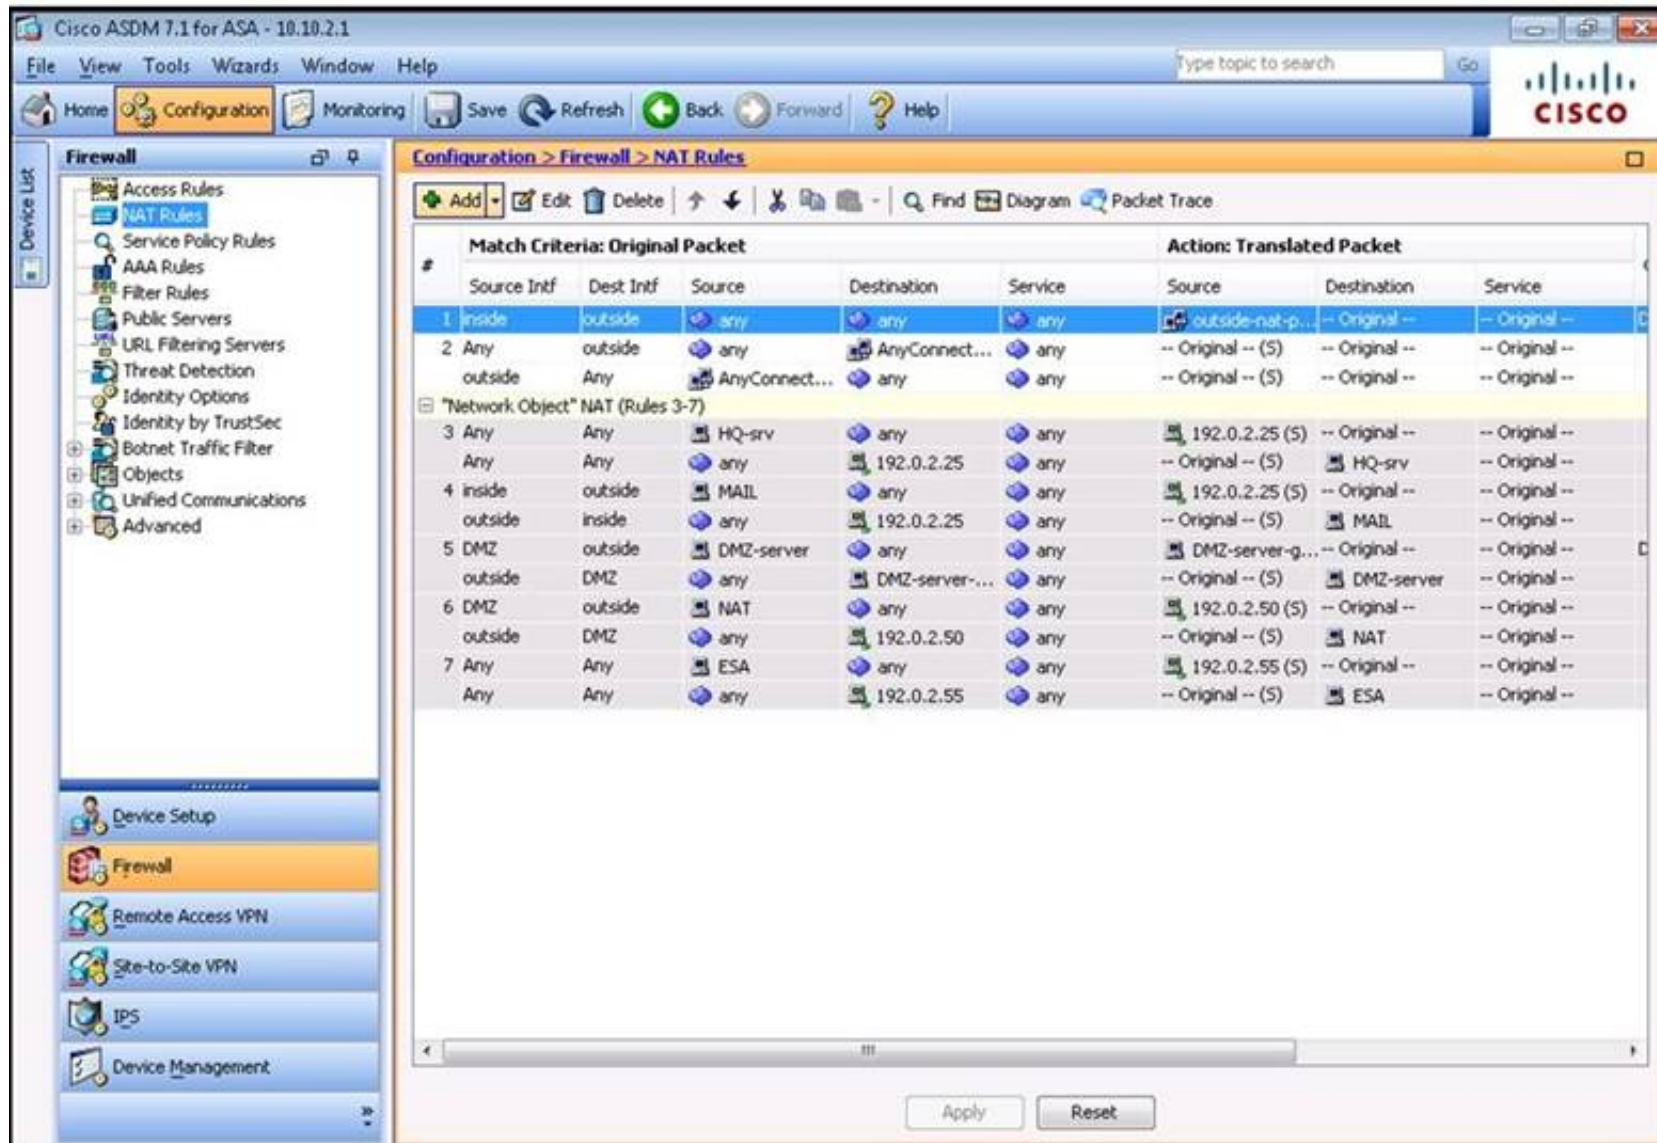 Cisco ASDM 7.1 for ASA - 10.10.2.1
File View Tools Wizards Window Help
Type topic to search Go
Home Configuration Monitoring Save Refresh Back Forward Help
CISCO
Device List
Firewall
Access Rules
NAT Rules
Service Policy Rules
AAA Rules
Filter Rules
Public Servers
URL Filtering Servers
Threat Detection
Identity Options
Identity by TrustSec
Botnet Traffic Filter
Objects
Unified Communications
Advanced
Device Setup
Firewall
Remote Access VPN
Site-to-Site VPN
IPS
Device Management
Configuration > Firewall > NAT Rules
Add Edit Delete Find Diagram Packet Trace
# Match Criteria: Original Packet Action: Translated Packet
Source Intf Dest Intf Source Destination Service Source Destination Service
1 inside outside any any any outside-nat-p... -- Original -- -- Original --
2 Any outside any AnyConnect... any -- Original -- (S) -- Original -- -- Original --
outside Any AnyConnect... any any -- Original -- (S) -- Original -- -- Original --
"Network Object" NAT (Rules 3-7)
3 Any Any HQ-srv any any 192.0.2.25 (S) -- Original -- -- Original --
Any Any any 192.0.2.25 any -- Original -- (S) HQ-srv -- Original --
4 inside outside MAIL any any 192.0.2.25 (S) -- Original -- -- Original --
outside inside any 192.0.2.25 any -- Original -- (S) MAIL -- Original --
5 DMZ outside DMZ-server any any DMZ-server-g... -- Original -- -- Original --
outside DMZ any DMZ-server-... any -- Original -- (S) DMZ-server -- Original --
6 DMZ outside NAT any any 192.0.2.50 (S) -- Original -- -- Original --
outside DMZ any 192.0.2.50 any -- Original -- (S) NAT -- Original --
7 Any Any ESA any any 192.0.2.55 (S) -- Original -- -- Original --
Any Any any 192.0.2.55 any -- Original -- (S) ESA -- Original --
Apply Reset